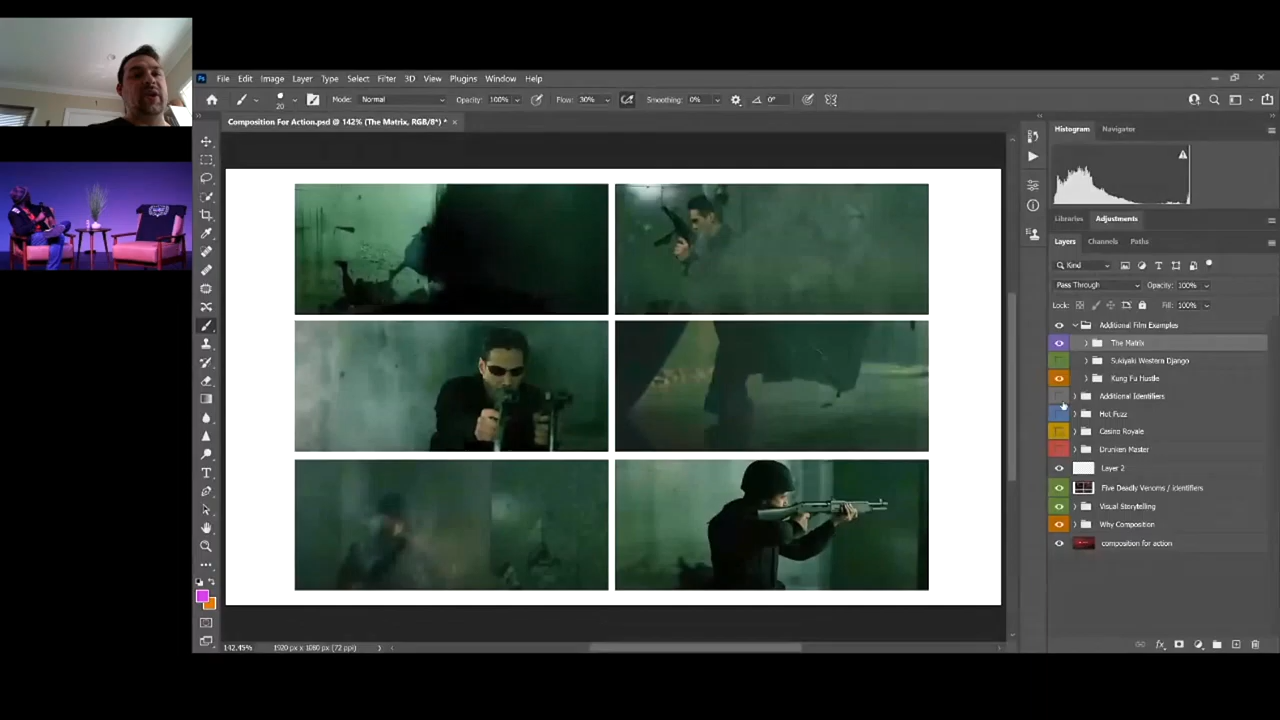 Ps File Edit Image Layer Type Select Filter 3D View Plugins Window Help
20 Mode: Normal Opacity: 100% Flow: 30% Smoothing: 0% 0°
Composition For Action.psd @ 142% (The Matrix, RGB/8*) * ×
Histogram Navigator
Libraries Adjustments
Layers Channels Paths
Kind
Pass Through Opacity: 100%
Lock: Fill: 100%
Additional Film Examples
The Matrix
Sukiyaki Western Django
Kung Fu Hustle
Additional Identifiers
Hot Fuzz
Casino Royale
Drunken Master
Layer 2
Five Deadly Venoms / identifiers
Visual Storytelling
Why Composition
composition for action
142.45% 1920 px x 1080 px (72 ppi)